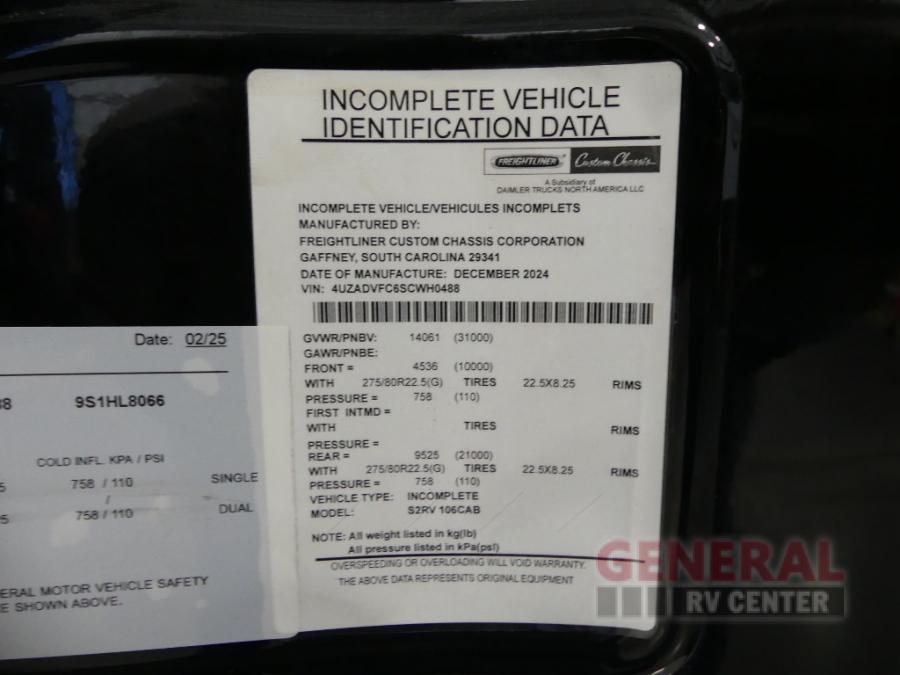 INCOMPLETE VEHICLE
IDENTIFICATION DATA
FREIGHTLINER Custom Chassis
A Subsidiary of
DAIMLER TRUCKS NORTH AMERICA LLC
INCOMPLETE VEHICLE/VEHICULES INCOMPLETS
MANUFACTURED BY:
FREIGHTLINER CUSTOM CHASSIS CORPORATION
GAFFNEY, SOUTH CAROLINA 29341
DATE OF MANUFACTURE: DECEMBER 2024
VIN: 4UZADVFC6SCWH0488
GVWR/PNBV: 14061 (31000)
GAWR/PNBE:
FRONT = 4536 (10000)
WITH 275/80R22.5(G) TIRES 22.5X8.25 RIMS
PRESSURE = 758 (110)
FIRST INTMD =
WITH TIRES RIMS
PRESSURE =
REAR = 9525 (21000)
WITH 275/80R22.5(G) TIRES 22.5X8.25 RIMS
PRESSURE = 758 (110)
VEHICLE TYPE: INCOMPLETE
MODEL: S2RV 106CAB
NOTE: All weight listed in kg(lb)
All pressure listed in kPa(psi)
OVERSPEEDING OR OVERLOADING WILL VOID WARRANTY.
THE ABOVE DATA REPRESENTS ORIGINAL EQUIPMENT
Date: 02/25
88 9S1HL8066
COLD INFL. KPA / PSI
5 758 / 110 SINGLE
/
25 758 / 110 DUAL
ERAL MOTOR VEHICLE SAFETY
E SHOWN ABOVE.
GENERAL
RV CENTER